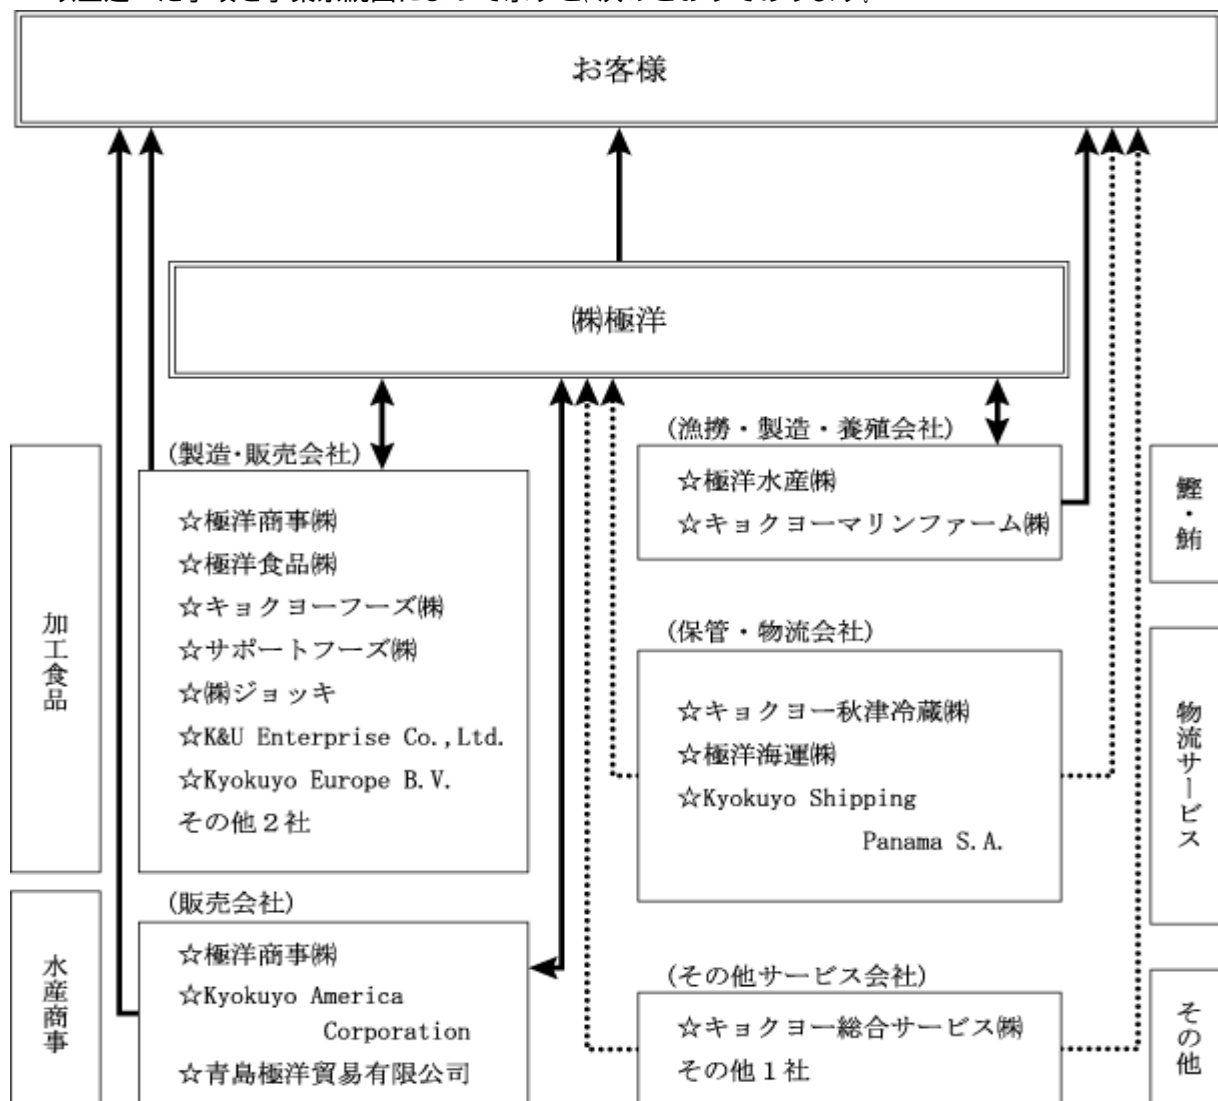 お客様
㈱極洋
(製造・販売会社)
☆極洋商事㈱
☆極洋食品㈱
☆キョクヨーフーズ㈱
☆サポートフーズ㈱
☆㈱ジョッキ
☆K&U Enterprise Co.,Ltd.
☆Kyokuyo Europe B.V.
その他２社
加工食品
(販売会社)
☆極洋商事㈱
☆Kyokuyo America
Corporation
☆青島極洋貿易有限公司
水産商事
(漁撈・製造・養殖会社)
☆極洋水産㈱
☆キョクヨーマリンファーム㈱
鰹・鮪
(保管・物流会社)
☆キョクヨー秋津冷蔵㈱
☆極洋海運㈱
☆Kyokuyo Shipping
Panama S.A.
物流サービス
(その他サービス会社)
☆キョクヨー総合サービス㈱
その他１社
その他